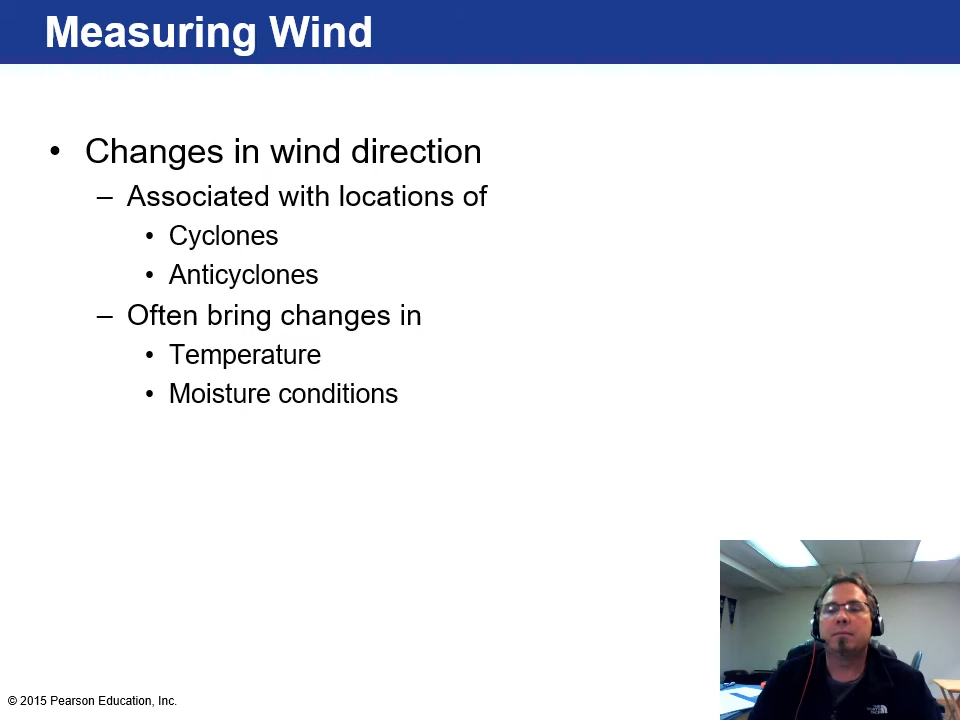 Measuring Wind
• Changes in wind direction
– Associated with locations of
• Cyclones
• Anticyclones
– Often bring changes in
• Temperature
• Moisture conditions
© 2015 Pearson Education, Inc.